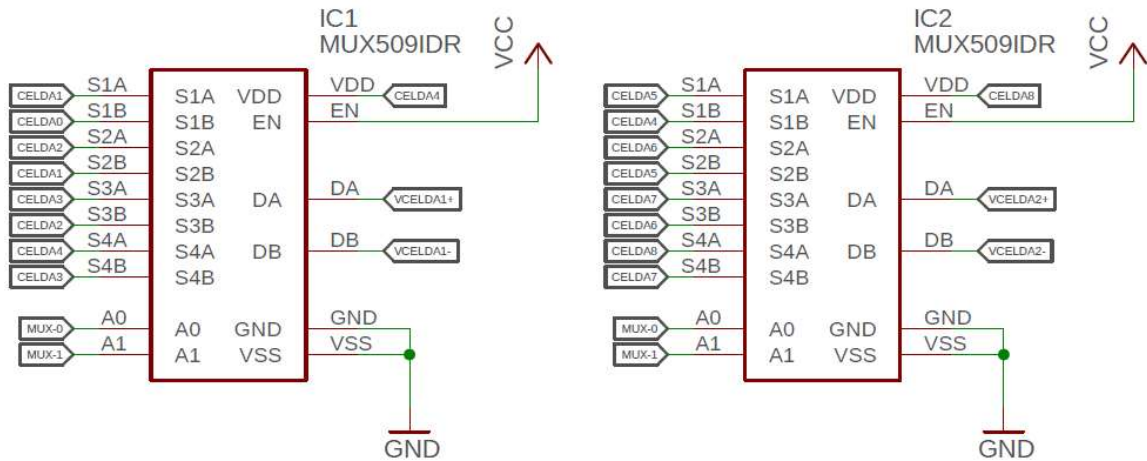 IC1
MUX509IDR
VCC
CELDA1 S1A S1A VDD VDD CELDA4
CELDA0 S1B S1B EN EN
CELDA2 S2A S2A
CELDA1 S2B S2B
CELDA3 S3A S3A DA DA VCELDA1+
CELDA2 S3B S3B
CELDA4 S4A S4A DB DB VCELDA1-
CELDA3 S4B S4B
MUX-0 A0 A0 GND GND
MUX-1 A1 A1 VSS VSS
GND
IC2
MUX509IDR
VCC
CELDA5 S1A S1A VDD VDD CELDA8
CELDA4 S1B S1B EN EN
CELDA6 S2A S2A
CELDA5 S2B S2B
CELDA7 S3A S3A DA DA VCELDA2+
CELDA6 S3B S3B
CELDA8 S4A S4A DB DB VCELDA2-
CELDA7 S4B S4B
MUX-0 A0 A0 GND GND
MUX-1 A1 A1 VSS VSS
GND